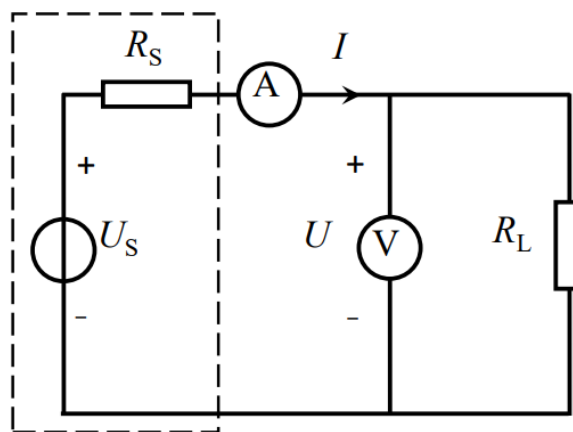 R_S
A
I
+
+
U_S
U
V
R_L
-
-